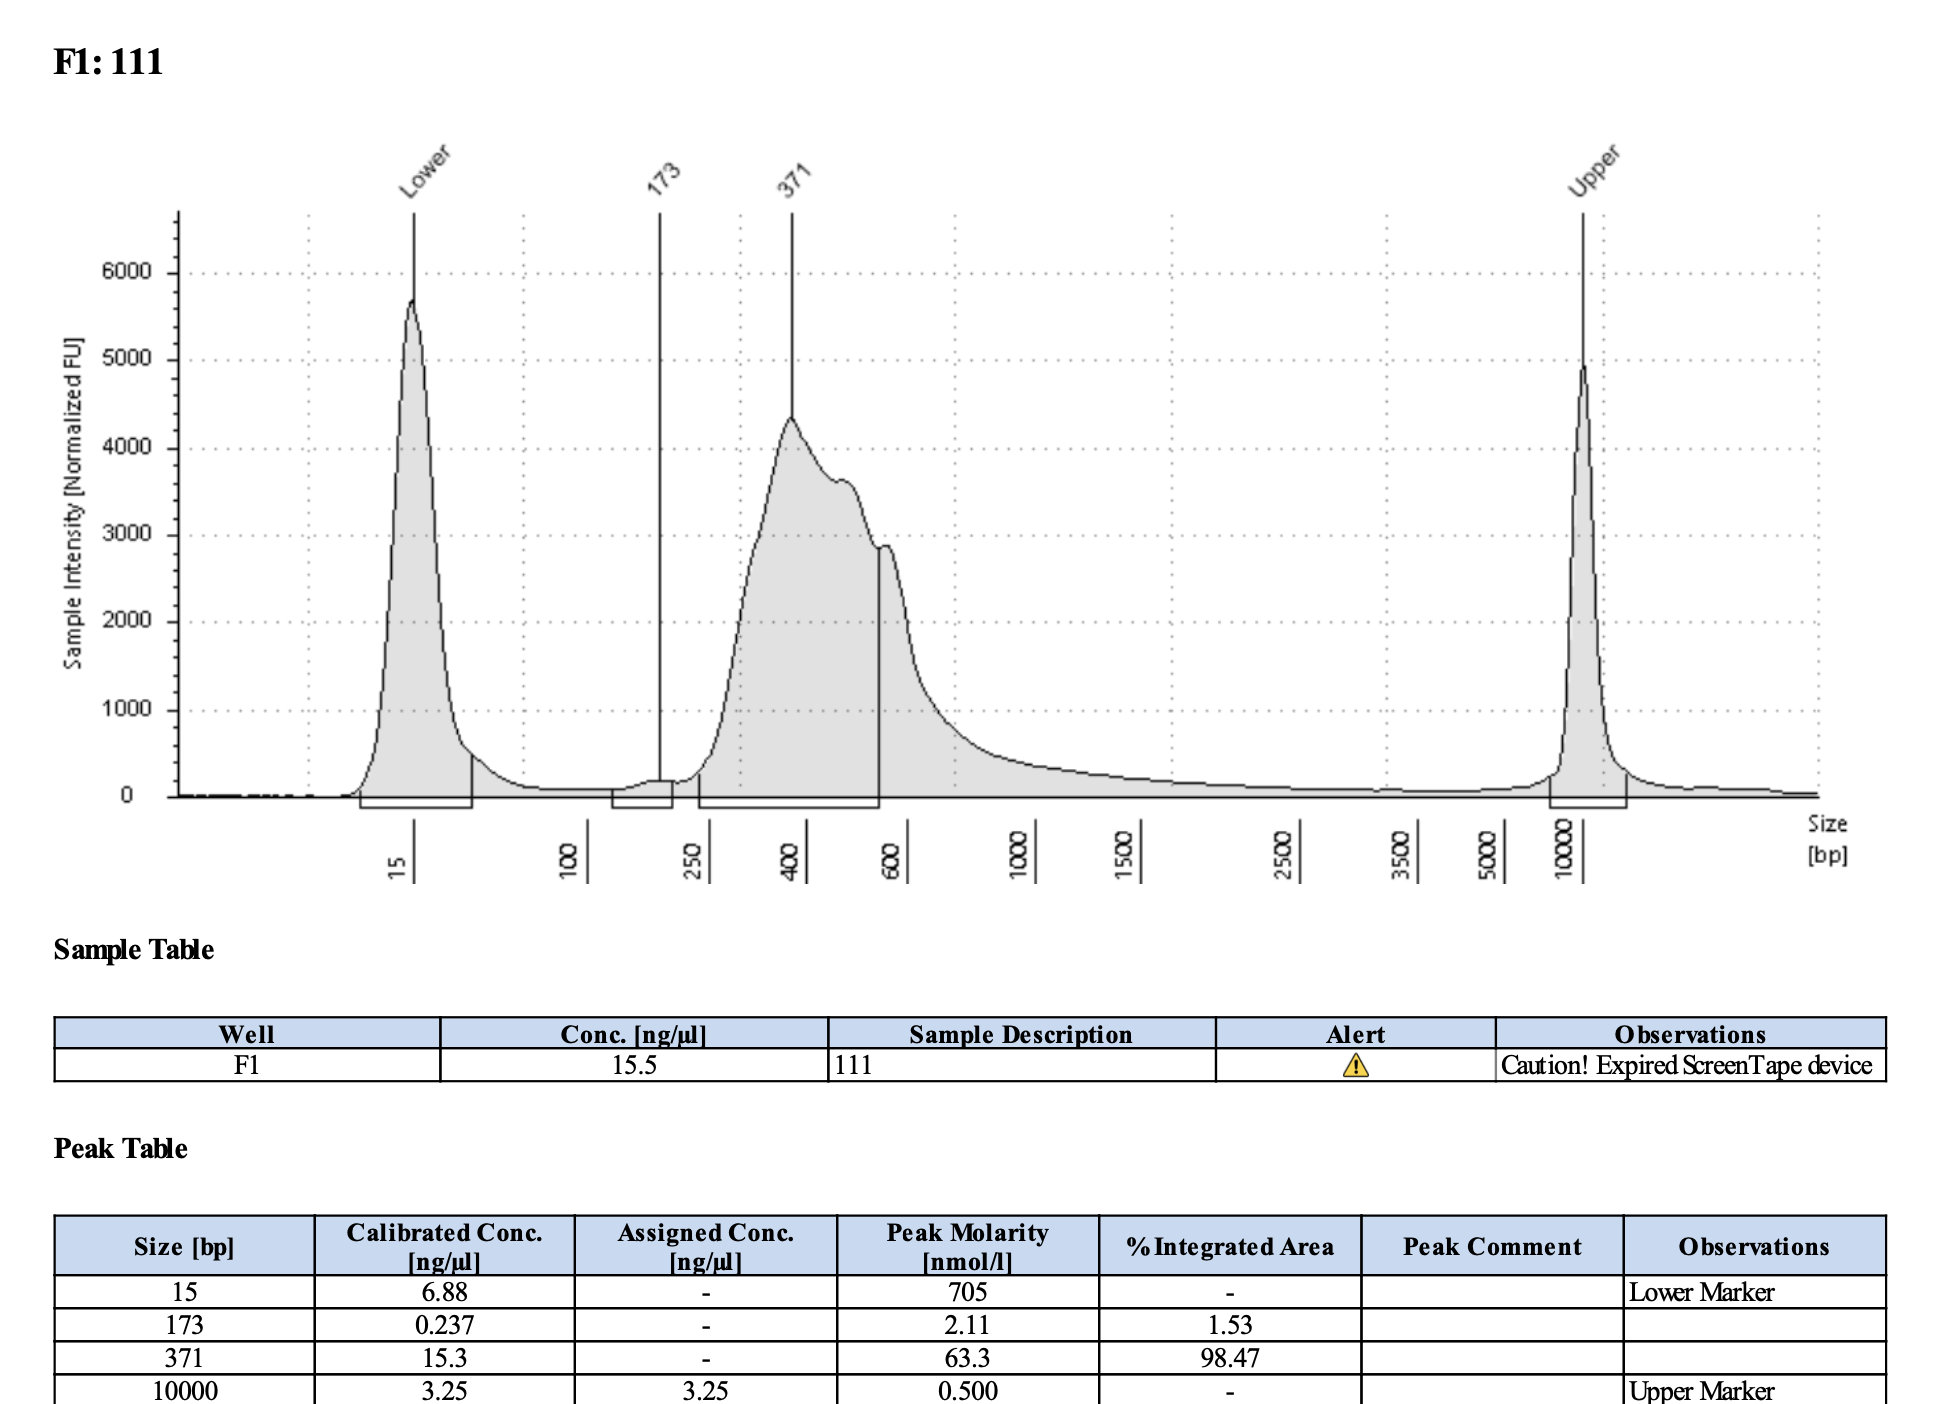 F1: 111
Lower 173 371 Upper
Sample Intensity [Normalized FU]
6000
5000
4000
3000
2000
1000
0
15 100 250 400 600 1000 1500 2500 3500 5000 10000
Size
[bp]
Sample Table
Well Conc. [ng/µl] Sample Description Alert Observations
F1 15.5 111 Caution! Expired ScreenTape device
Peak Table
Size [bp] Calibrated Conc. [ng/µl] Assigned Conc. [ng/µl] Peak Molarity [nmol/l] % Integrated Area Peak Comment Observations
15 6.88 - 705 - Lower Marker
173 0.237 - 2.11 1.53
371 15.3 - 63.3 98.47
10000 3.25 3.25 0.500 - Upper Marker